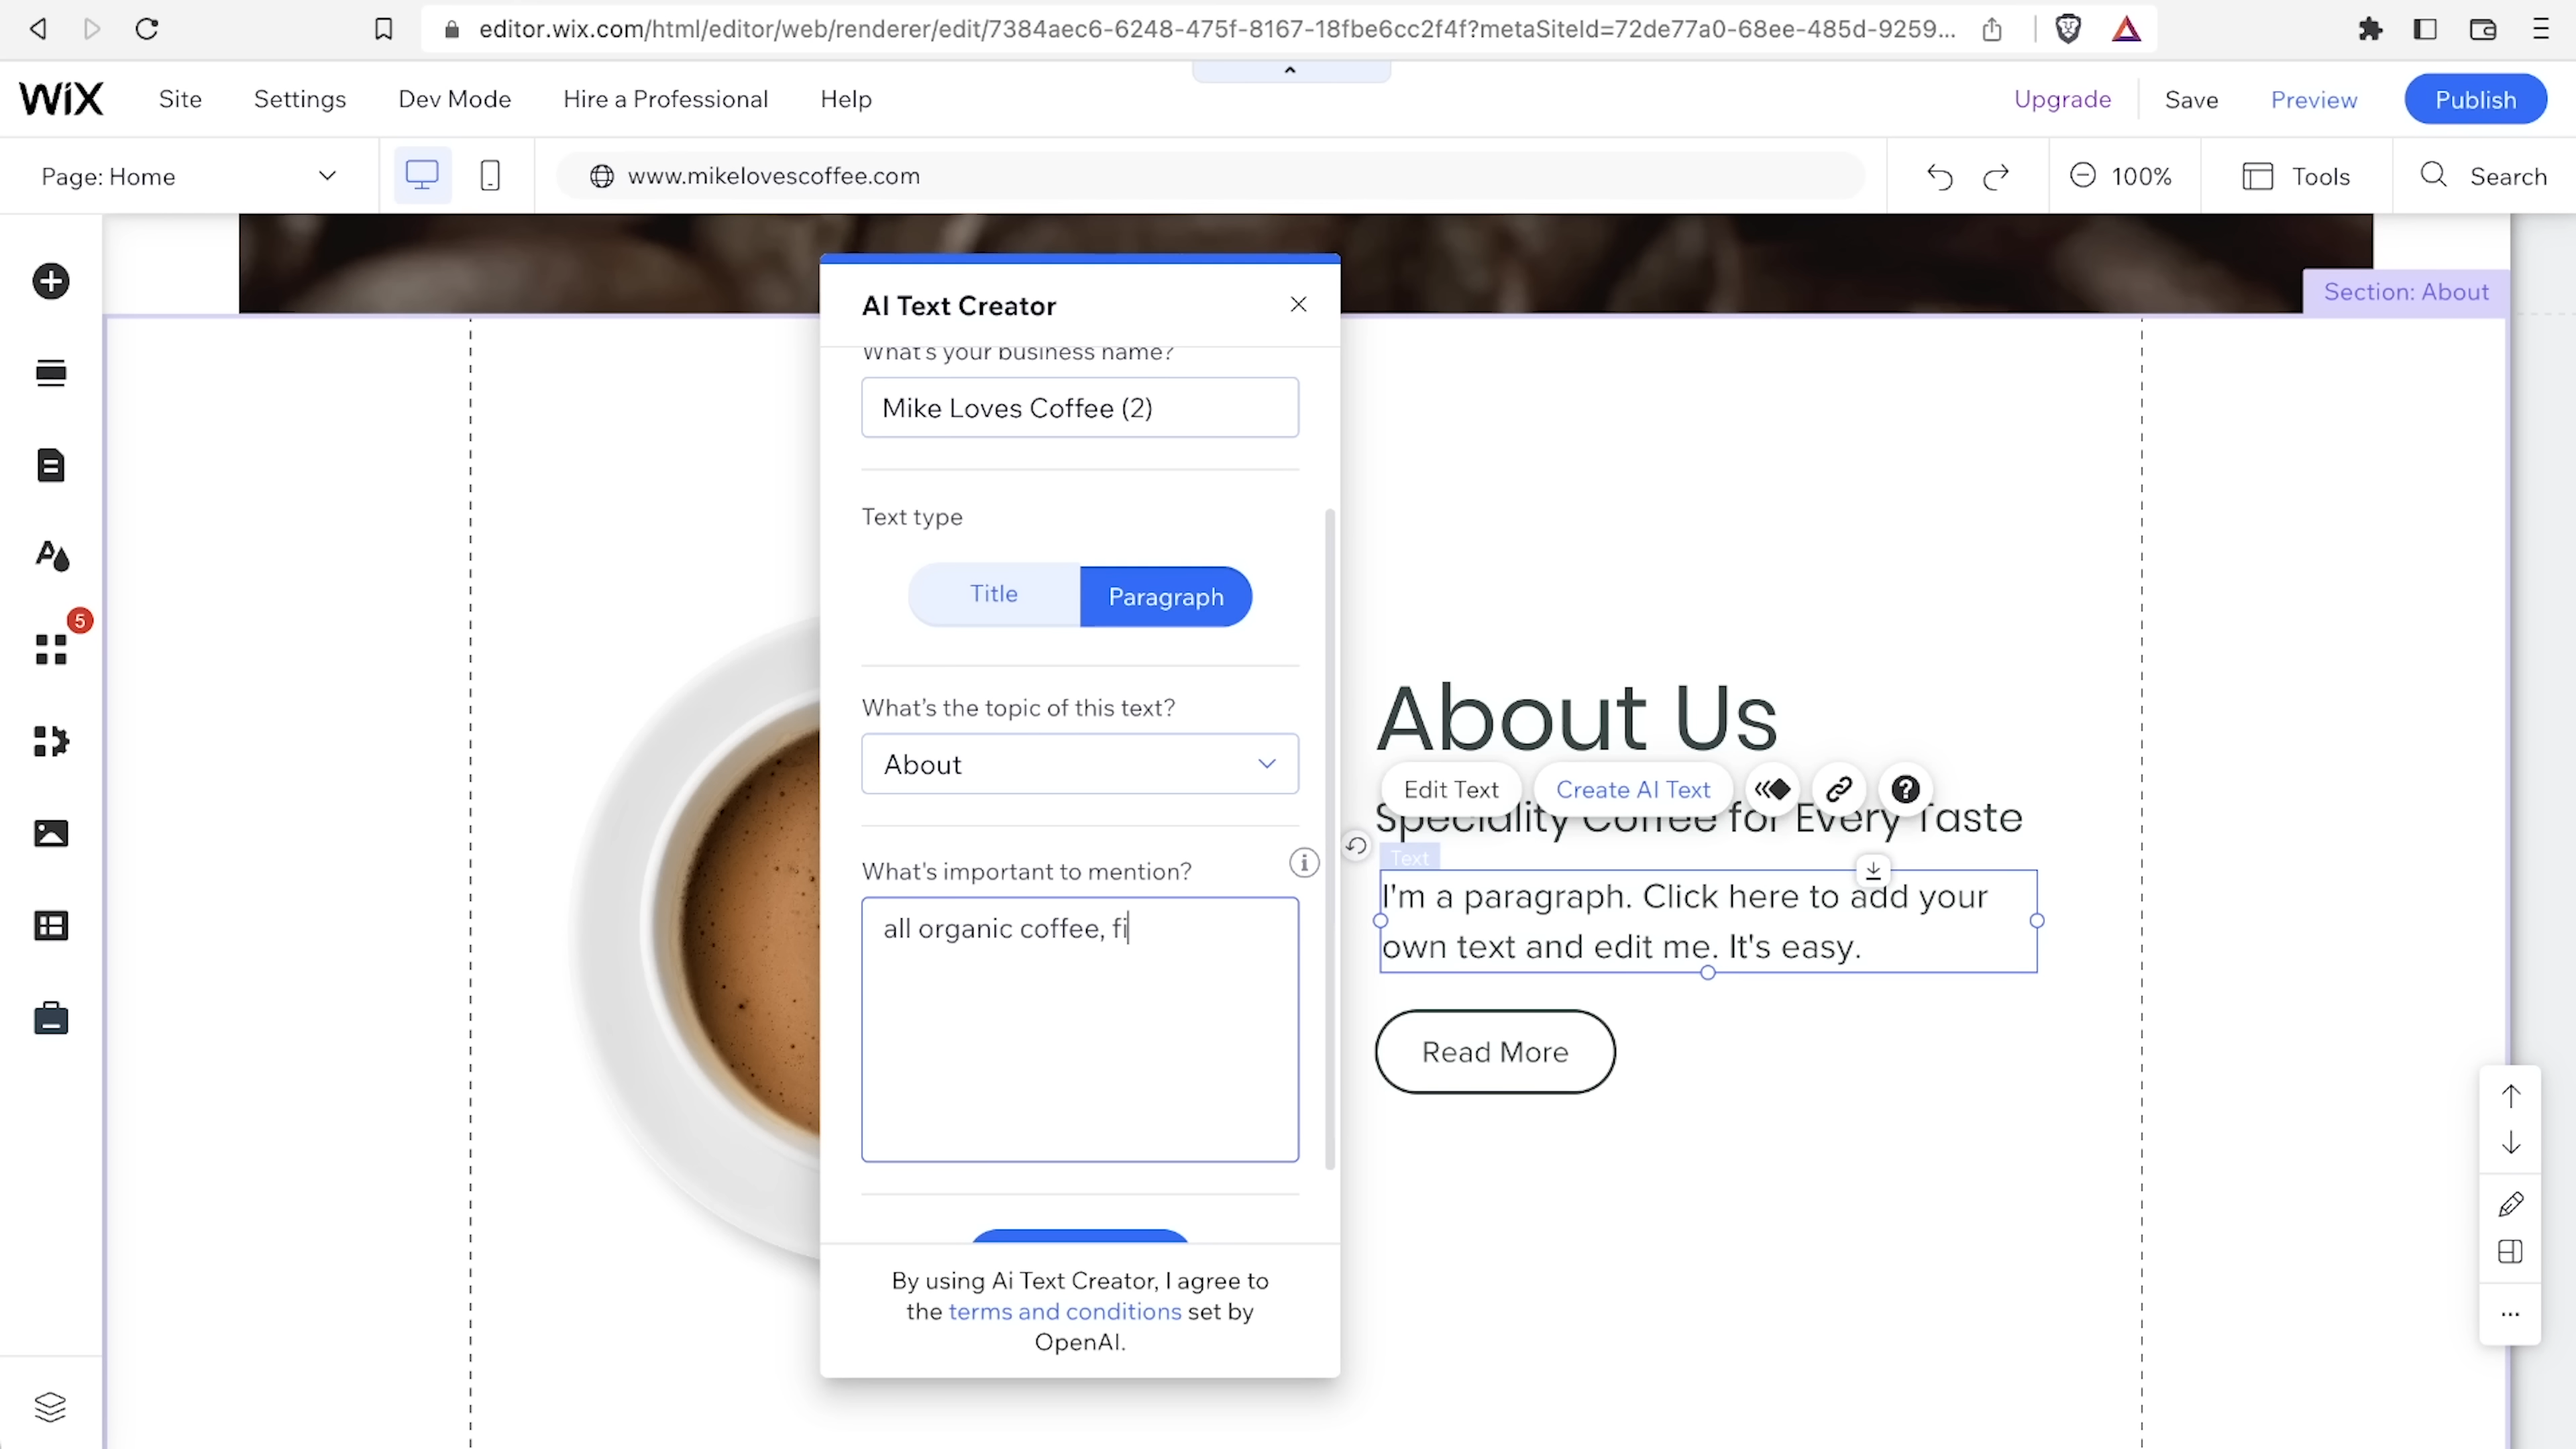 editor.wix.com/html/editor/web/renderer/edit/7384aec6-6248-475f-8167-18fbe6cc2f4f?metaSiteId=72de77a0-68ee-485d-9259...
WiX Site Settings Dev Mode Hire a Professional Help Upgrade Save Preview Publish
Page: Home www.mikelovescoffee.com 100% Tools Search
Section: About
AI Text Creator
What's your business name?
Mike Loves Coffee (2)
Text type
Title Paragraph
What's the topic of this text?
About
What's important to mention?
all organic coffee, fi
By using Ai Text Creator, I agree to
the terms and conditions set by
OpenAI.
5
About Us
Edit Text Create AI Text
Speciality Coffee for Every Taste
Text
I'm a paragraph. Click here to add your
own text and edit me. It's easy.
Read More